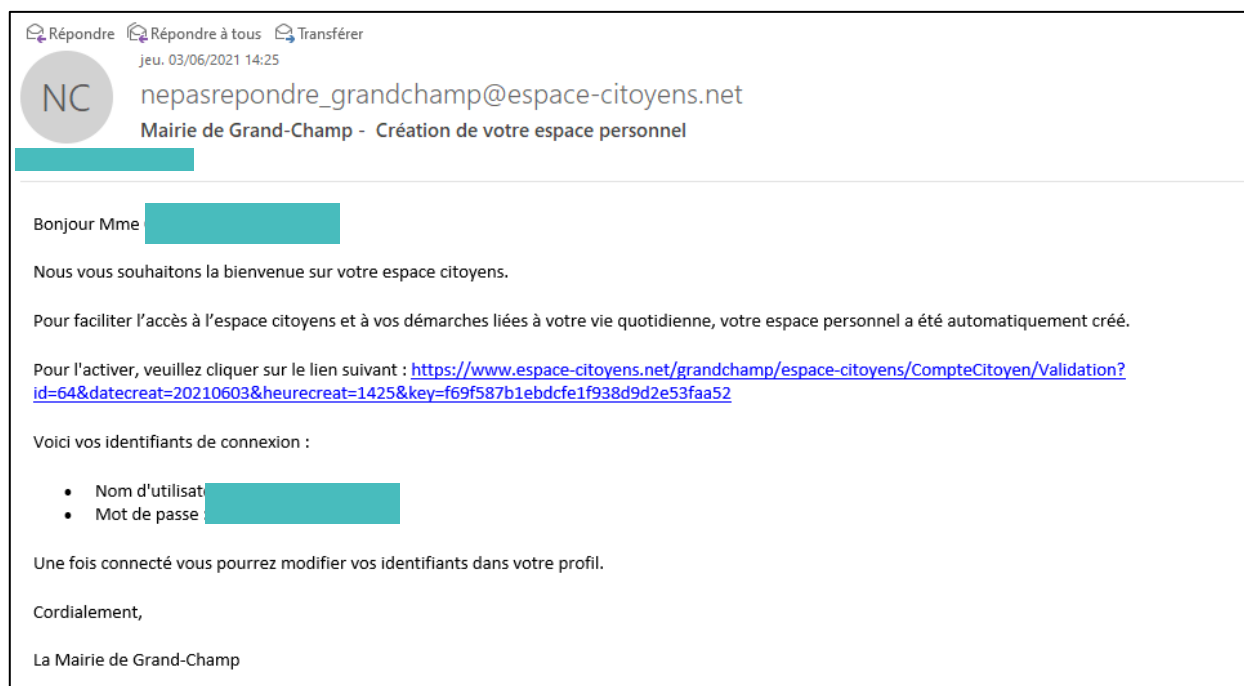 Répondre Répondre à tous Transférer
jeu. 03/06/2021 14:25
NC
nepasrepondre_grandchamp@espace-citoyens.net
Mairie de Grand-Champ - Création de votre espace personnel
Bonjour Mme
Nous vous souhaitons la bienvenue sur votre espace citoyens.
Pour faciliter l'accès à l'espace citoyens et à vos démarches liées à votre vie quotidienne, votre espace personnel a été automatiquement créé.
Pour l'activer, veuillez cliquer sur le lien suivant : https://www.espace-citoyens.net/grandchamp/espace-citoyens/CompteCitoyen/Validation?
id=64&datecreat=20210603&heurecreat=1425&key=f69f587b1ebdcfe1f938d9d2e53faa52
Voici vos identifiants de connexion :
• Nom d'utilisat
• Mot de passe :
Une fois connecté vous pourrez modifier vos identifiants dans votre profil.
Cordialement,
La Mairie de Grand-Champ